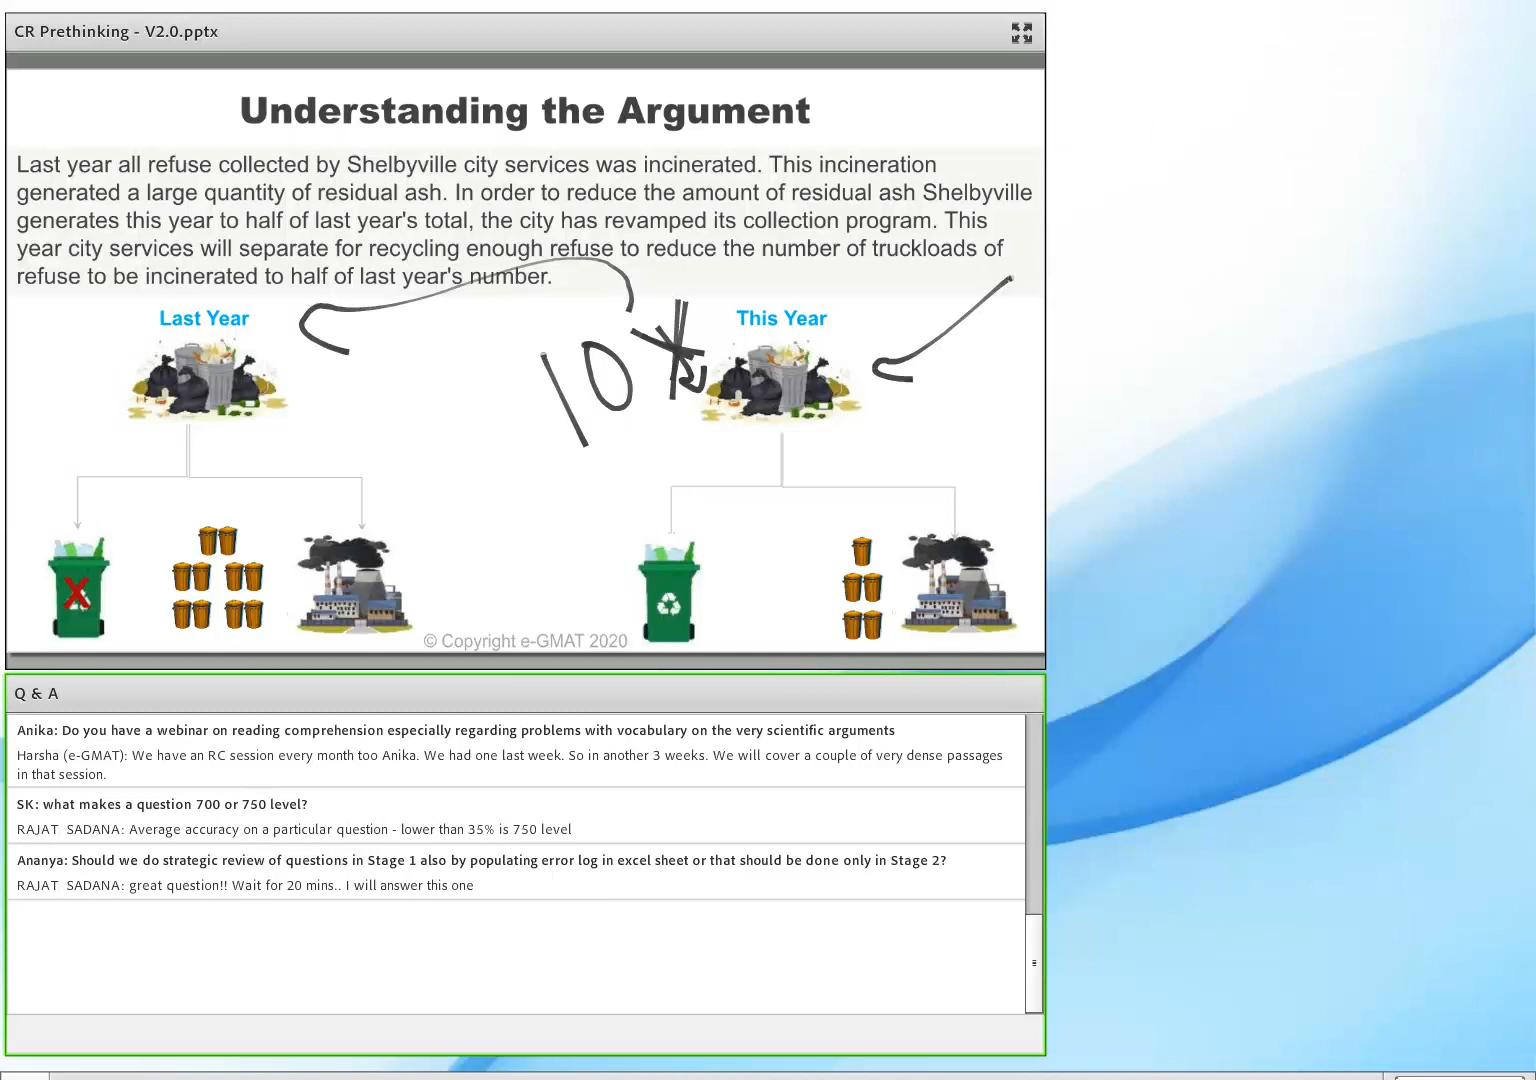 CR Prethinking - V2.0.pptx
Understanding the Argument
Last year all refuse collected by Shelbyville city services was incinerated. This incineration
generated a large quantity of residual ash. In order to reduce the amount of residual ash Shelbyville
generates this year to half of last year's total, the city has revamped its collection program. This
year city services will separate for recycling enough refuse to reduce the number of truckloads of
refuse to be incinerated to half of last year's number.
Last Year
This Year
10
© Copyright e-GMAT 2020
Q & A
Anika: Do you have a webinar on reading comprehension especially regarding problems with vocabulary on the very scientific arguments
Harsha (e-GMAT): We have an RC session every month too Anika. We had one last week. So in another 3 weeks. We will cover a couple of very dense passages
in that session.
SK: what makes a question 700 or 750 level?
RAJAT SADANA: Average accuracy on a particular question - lower than 35% is 750 level
Ananya: Should we do strategic review of questions in Stage 1 also by populating error log in excel sheet or that should be done only in Stage 2?
RAJAT SADANA: great question!! Wait for 20 mins.. I will answer this one